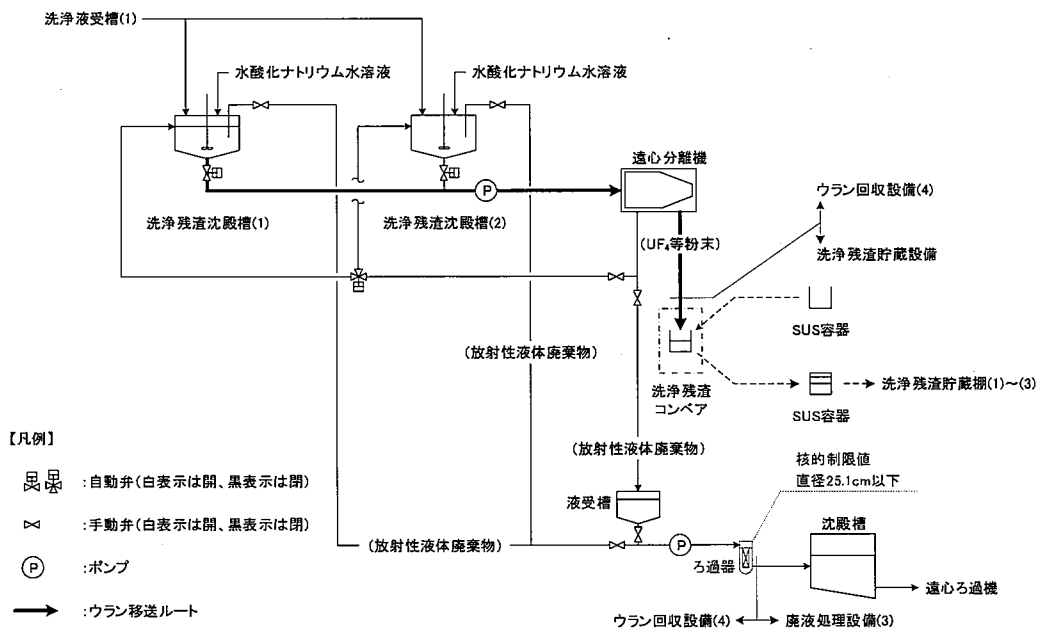 洗浄液受槽(1)
水酸化ナトリウム水溶液
水酸化ナトリウム水溶液
遠心分離機
P
洗浄残渣沈殿槽(1)
洗浄残渣沈殿槽(2)
(UF₄等粉末)
ウラン回収設備(4)
洗浄残渣貯蔵設備
SUS容器
(放射性液体廃棄物)
洗浄残渣
コンベア
SUS容器
洗浄残渣貯蔵棚(1)～(3)
(放射性液体廃棄物)
【凡例】
:自動弁(白表示は開、黒表示は閉)
:手動弁(白表示は開、黒表示は閉)
P :ポンプ
:ウラン移送ルート
核的制限値
直径25.1cm以下
液受槽
沈殿槽
(放射性液体廃棄物)
P
ろ過器
遠心ろ過機
ウラン回収設備(4)
廃液処理設備(3)